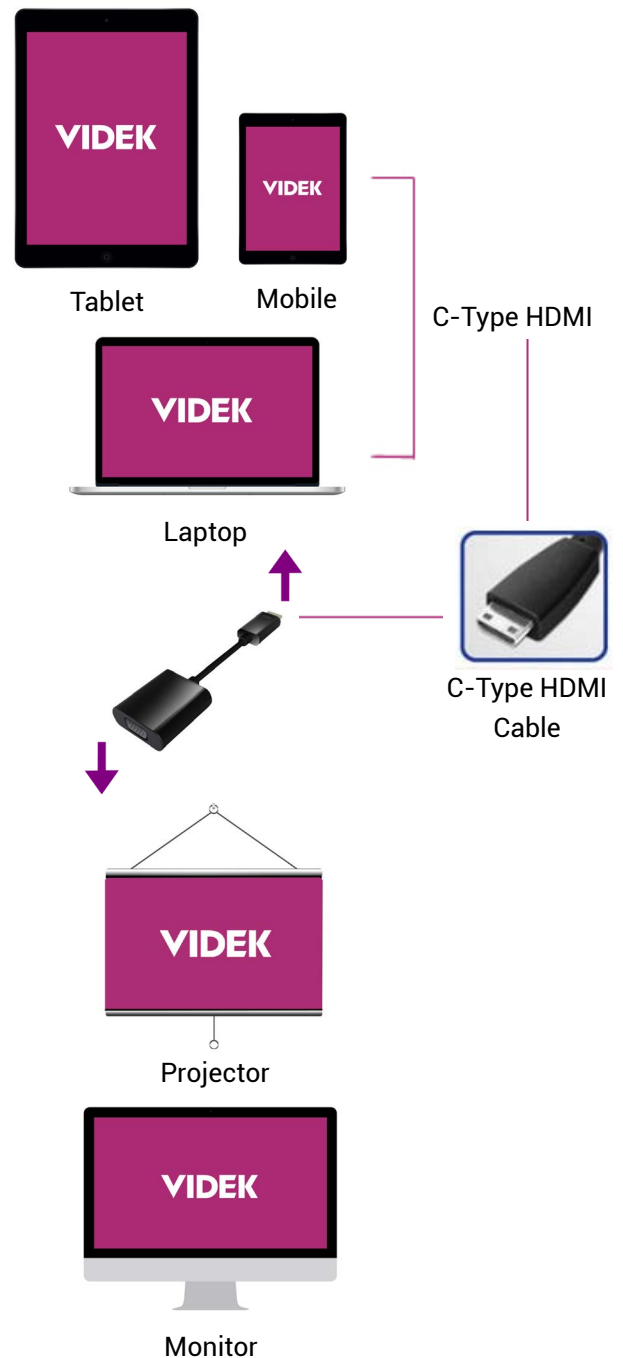 VIDEK
VIDEK
Tablet
Mobile
C-Type HDMI
VIDEK
Laptop
C-Type HDMI
Cable
VIDEK
Projector
VIDEK
Monitor